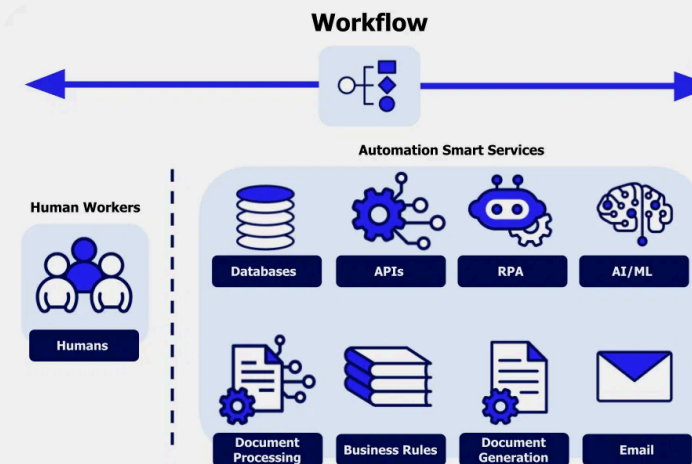 Workflow
Automation Smart Services
Human Workers
Databases
APIs
RPA
AI/ML
Humans
Document
Processing
Business Rules
Document
Generation
Email